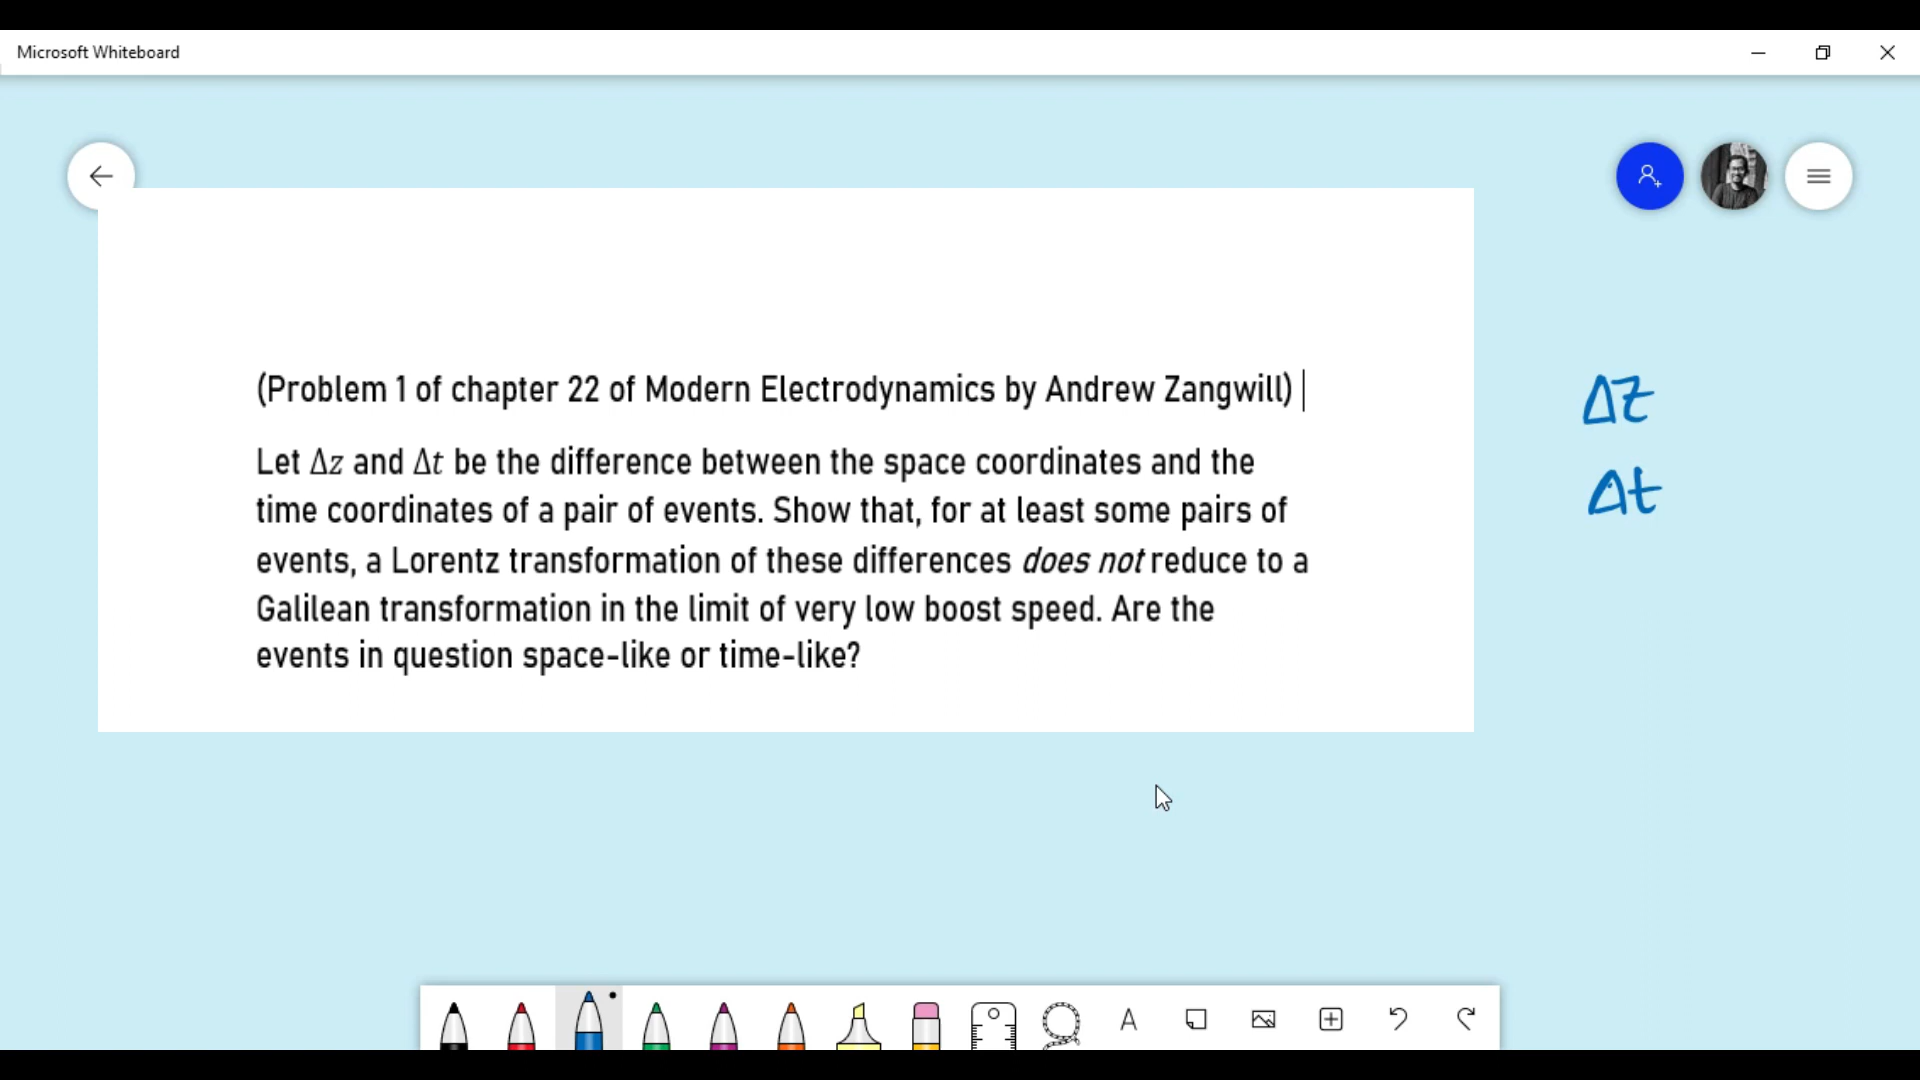 Microsoft Whiteboard
(Problem 1 of chapter 22 of Modern Electrodynamics by Andrew Zangwill)
Let Δz and Δt be the difference between the space coordinates and the
time coordinates of a pair of events. Show that, for at least some pairs of
events, a Lorentz transformation of these differences does not reduce to a
Galilean transformation in the limit of very low boost speed. Are the
events in question space-like or time-like?
Δz
Δt